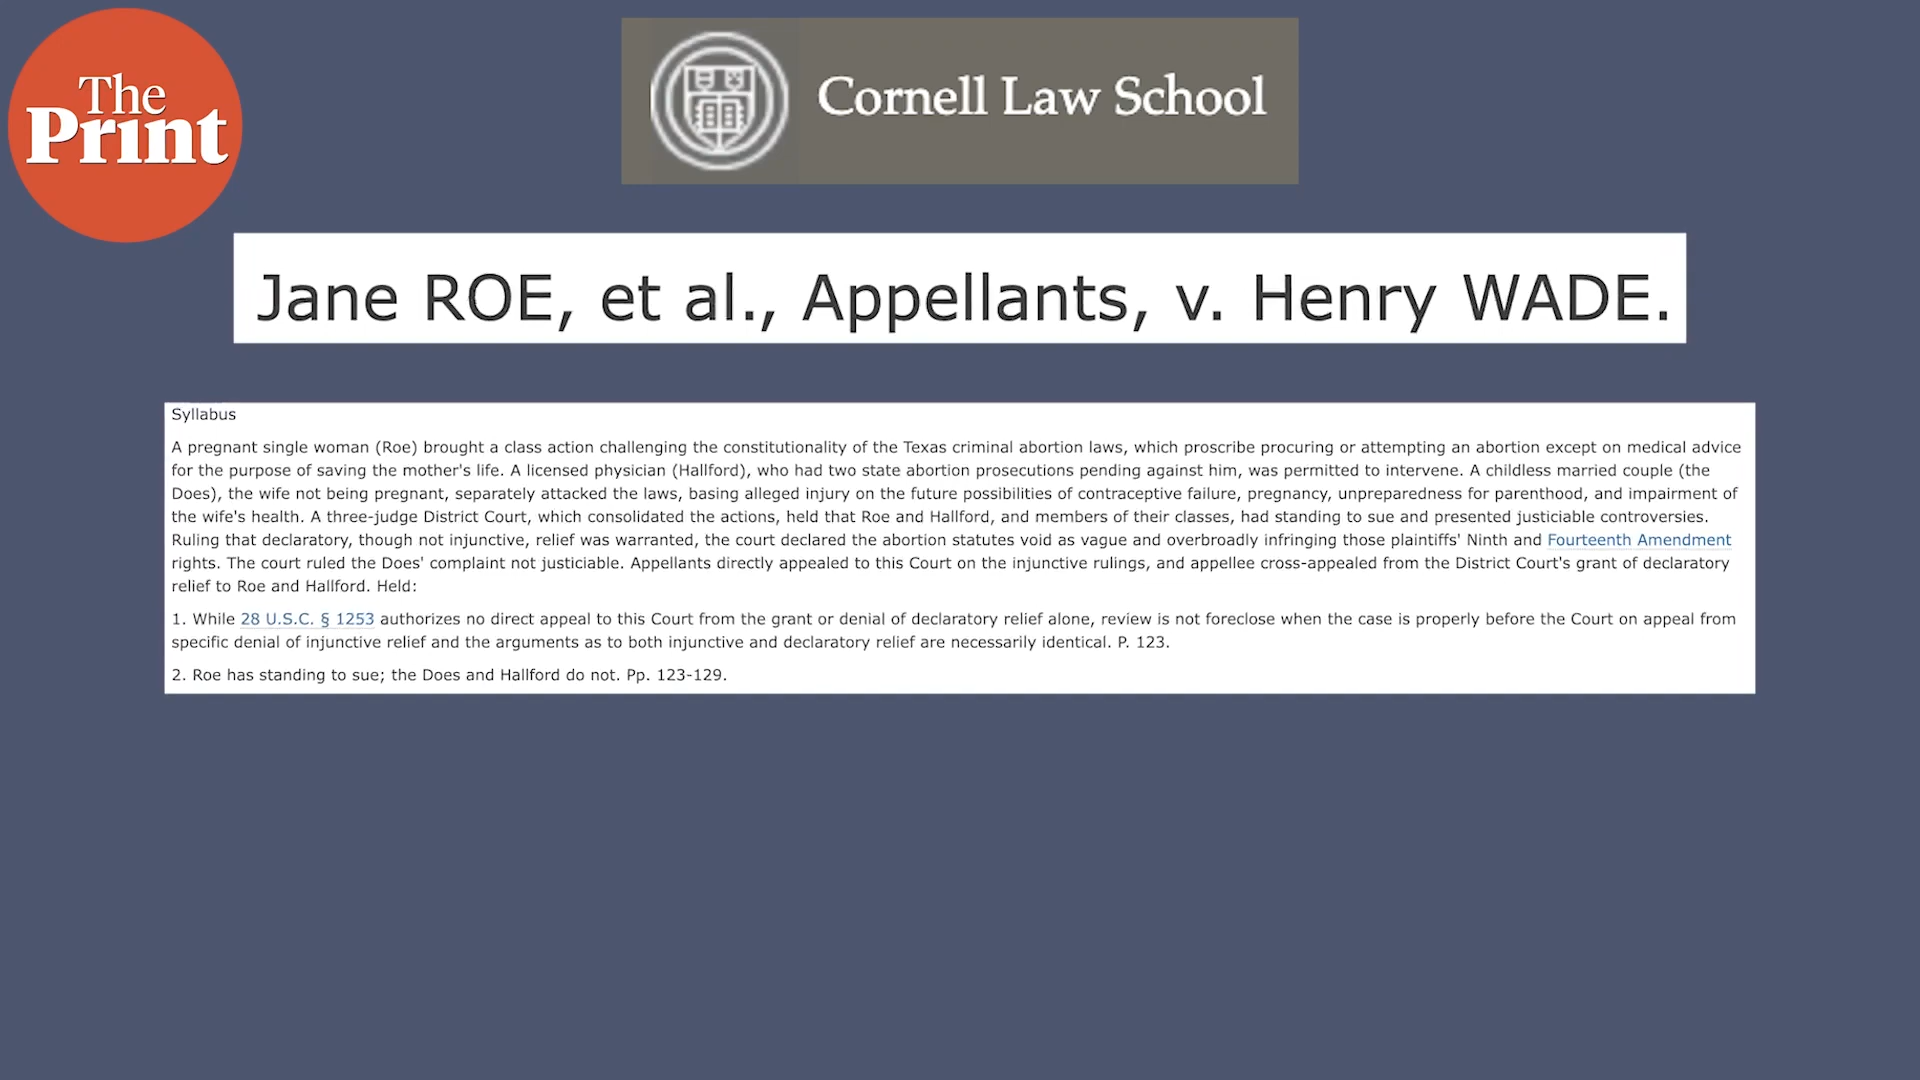 The
Print
Cornell Law School
Jane ROE, et al., Appellants, v. Henry WADE.
Syllabus
A pregnant single woman (Roe) brought a class action challenging the constitutionality of the Texas criminal abortion laws, which proscribe procuring or attempting an abortion except on medical advice
for the purpose of saving the mother's life. A licensed physician (Hallford), who had two state abortion prosecutions pending against him, was permitted to intervene. A childless married couple (the
Does), the wife not being pregnant, separately attacked the laws, basing alleged injury on the future possibilities of contraceptive failure, pregnancy, unpreparedness for parenthood, and impairment of
the wife's health. A three-judge District Court, which consolidated the actions, held that Roe and Hallford, and members of their classes, had standing to sue and presented justiciable controversies.
Ruling that declaratory, though not injunctive, relief was warranted, the court declared the abortion statutes void as vague and overbroadly infringing those plaintiffs' Ninth and Fourteenth Amendment
rights. The court ruled the Does' complaint not justiciable. Appellants directly appealed to this Court on the injunctive rulings, and appellee cross-appealed from the District Court's grant of declaratory
relief to Roe and Hallford. Held:
1. While 28 U.S.C. § 1253 authorizes no direct appeal to this Court from the grant or denial of declaratory relief alone, review is not foreclose when the case is properly before the Court on appeal from
specific denial of injunctive relief and the arguments as to both injunctive and declaratory relief are necessarily identical. P. 123.
2. Roe has standing to sue; the Does and Hallford do not. Pp. 123-129.